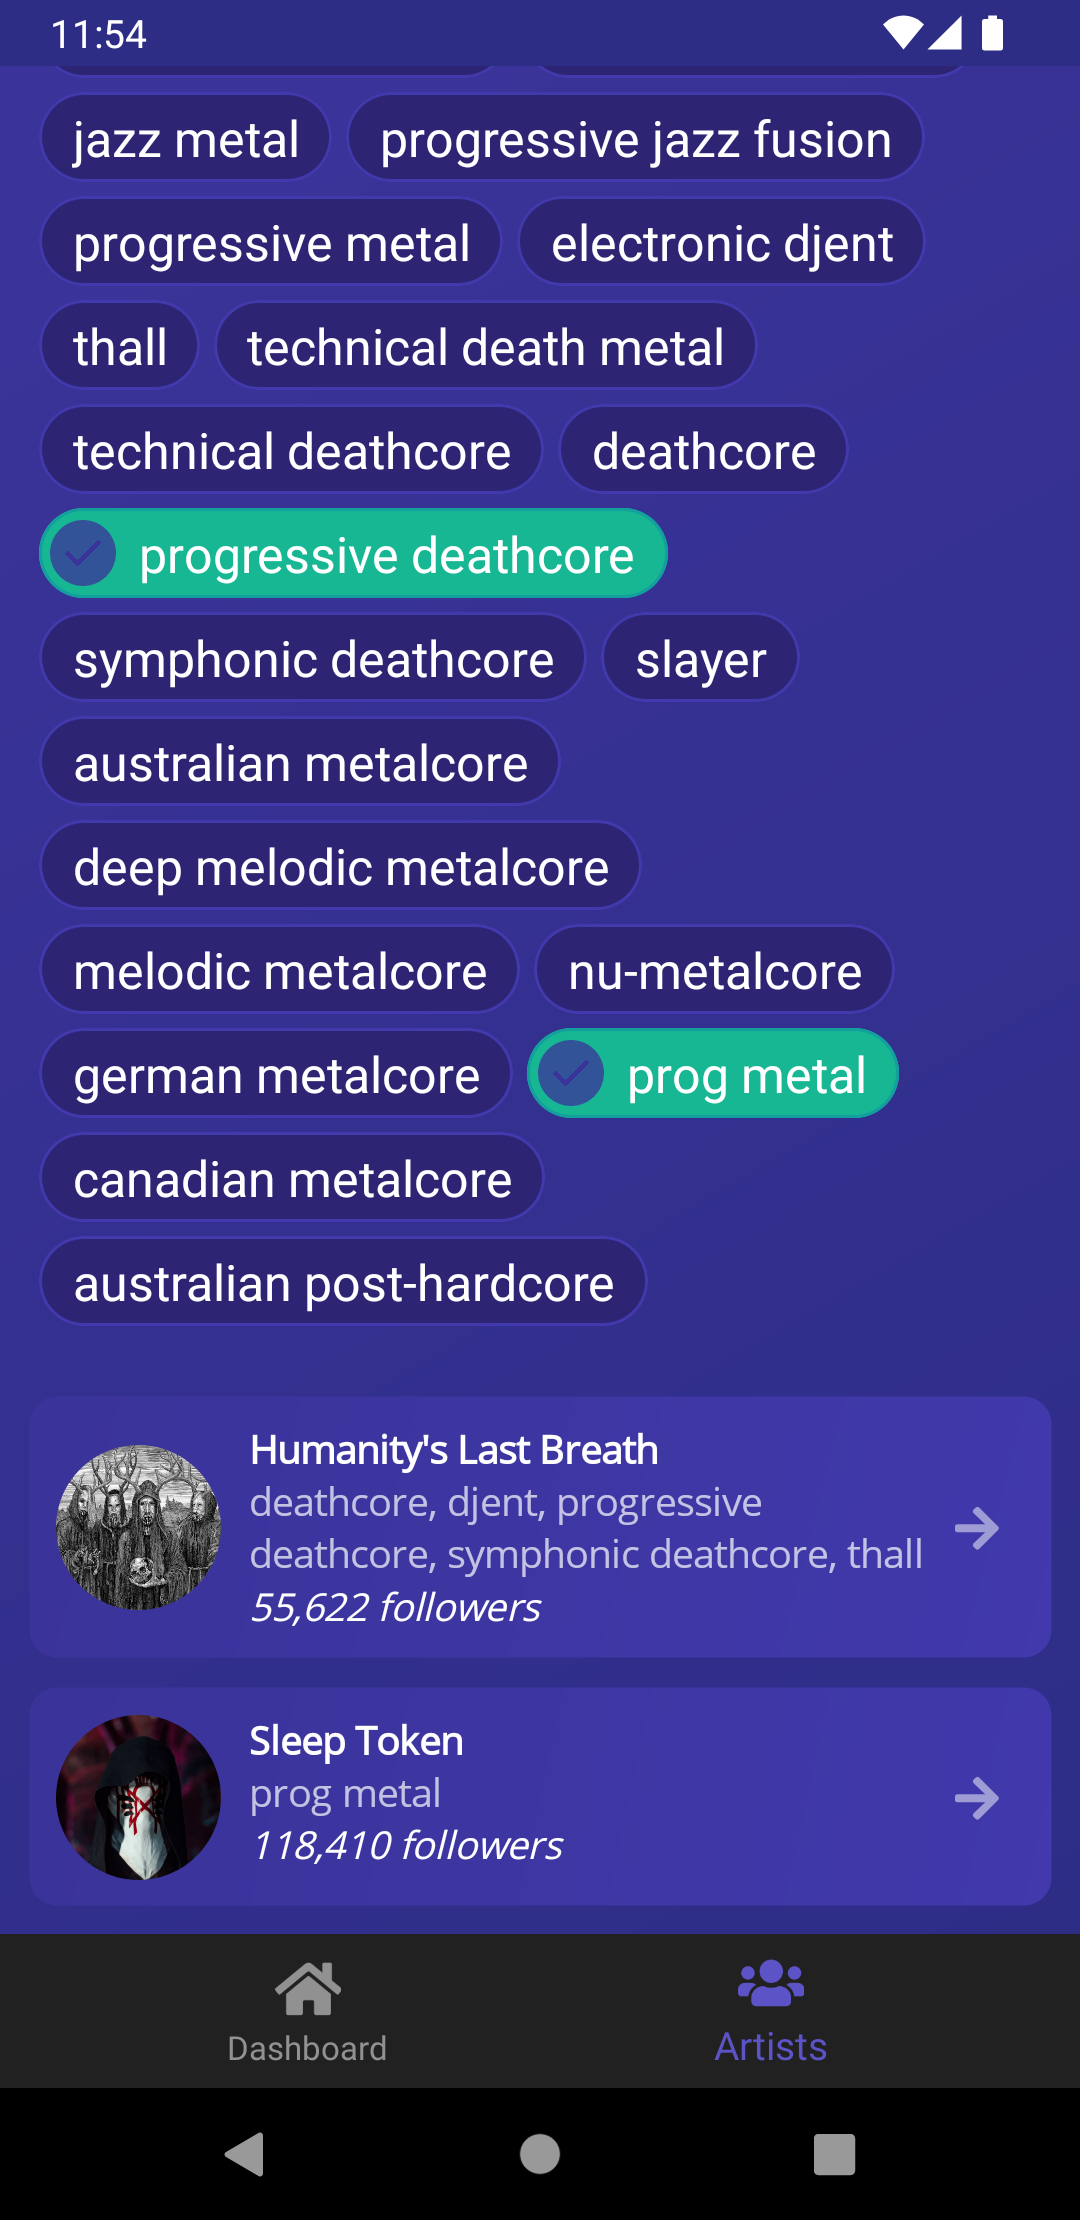 11:54
jazz metal progressive jazz fusion
progressive metal electronic djent
thall technical death metal
technical deathcore deathcore
progressive deathcore
symphonic deathcore slayer
australian metalcore
deep melodic metalcore
melodic metalcore nu-metalcore
german metalcore prog metal
canadian metalcore
australian post-hardcore
Humanity's Last Breath
deathcore, djent, progressive
deathcore, symphonic deathcore, thall
55,622 followers
Sleep Token
prog metal
118,410 followers
Dashboard Artists